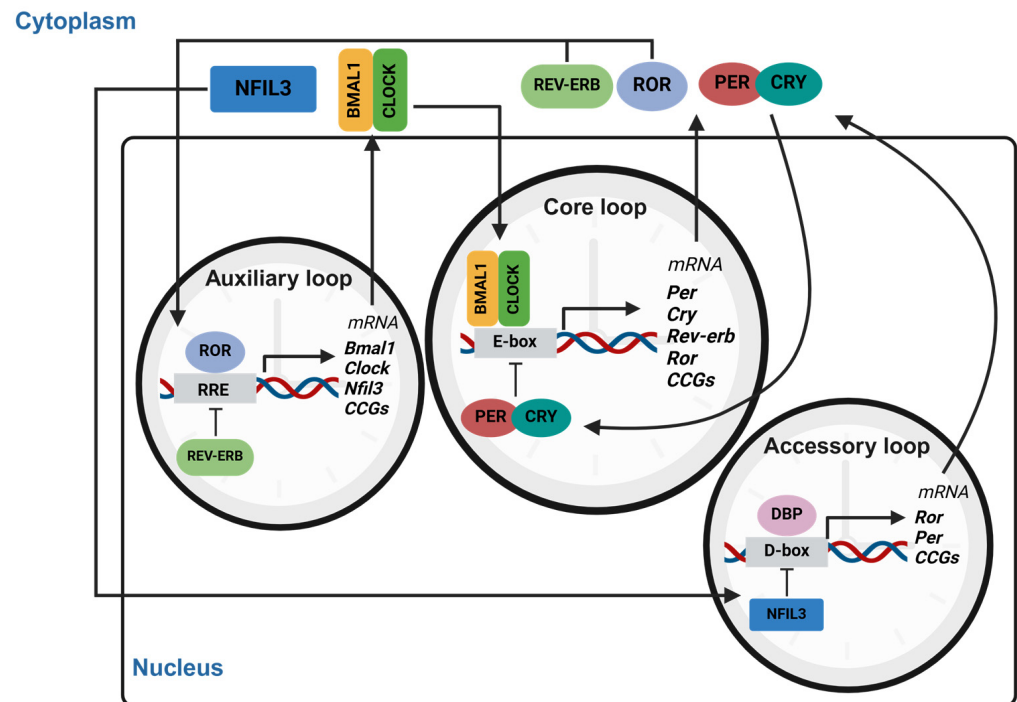 Cytoplasm
NFIL3
BMAL1
CLOCK
REV-ERB
ROR
PER
CRY
Auxiliary loop
mRNA
Bmal1
Clock
Nfil3
CCGs
ROR
RRE
REV-ERB
Core loop
BMAL1
CLOCK
E-box
mRNA
Per
Cry
Rev-erb
Ror
CCGs
PER
CRY
Accessory loop
mRNA
Ror
Per
CCGs
DBP
D-box
NFIL3
Nucleus